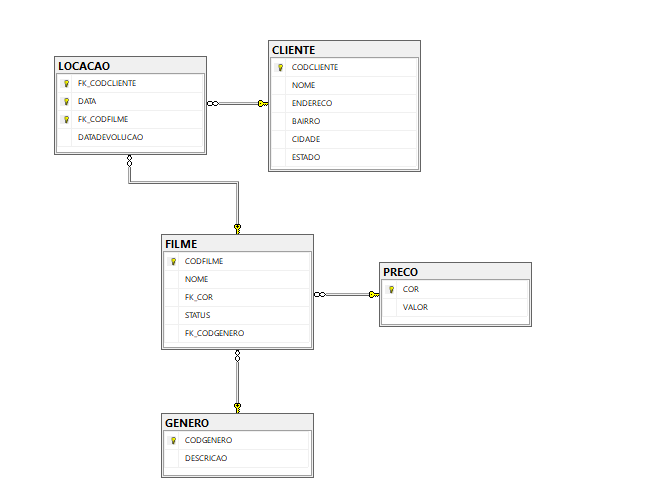 LOCACAO
FK_CODCLIENTE
DATA
FK_CODFILME
DATADEVOLUCAO
CLIENTE
CODCLIENTE
NOME
ENDERECO
BAIRRO
CIDADE
ESTADO
FILME
CODFILME
NOME
FK_COR
STATUS
FK_CODGENERO
PRECO
COR
VALOR
GENERO
CODGENERO
DESCRICAO